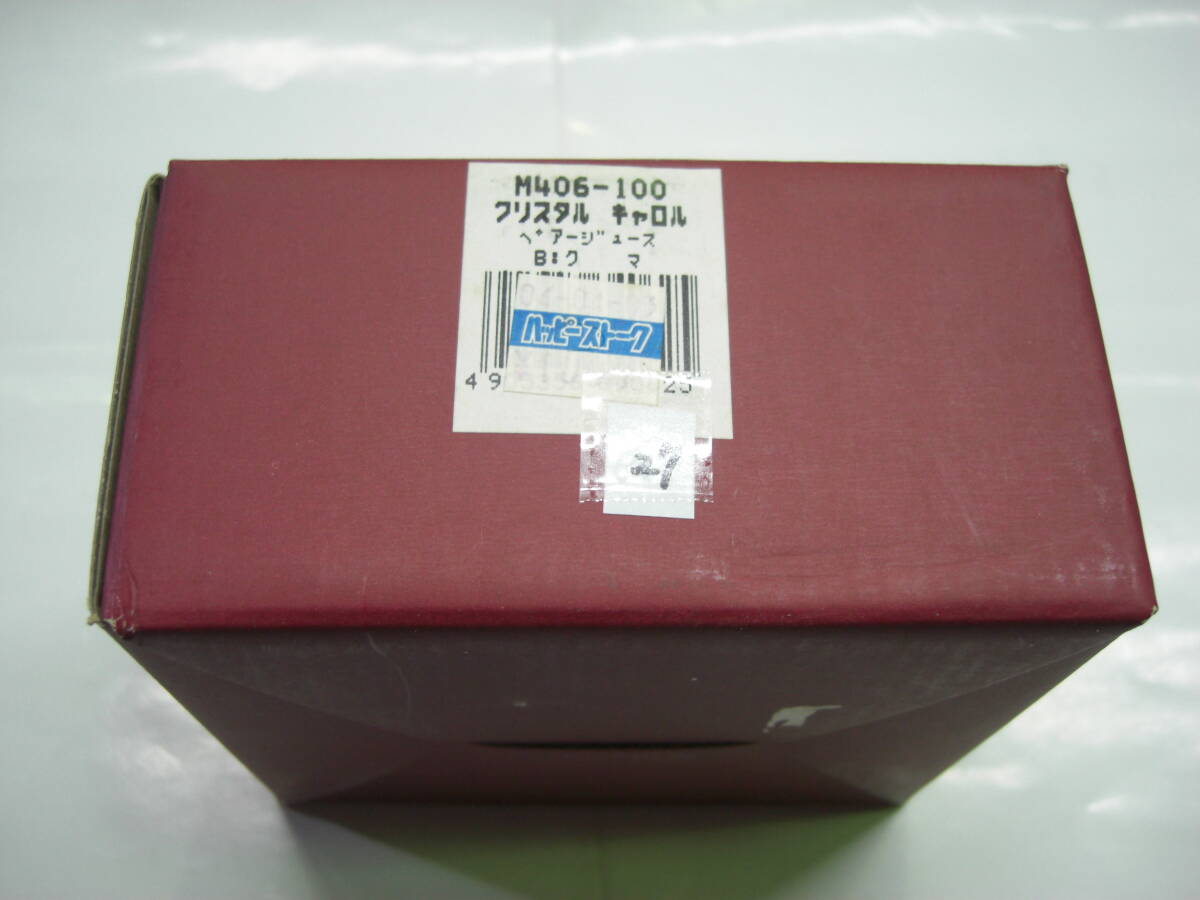 M406-100
クリスタル キャロル
ペアージュース
B:ク マ
ハッピーストーク
49 25
27